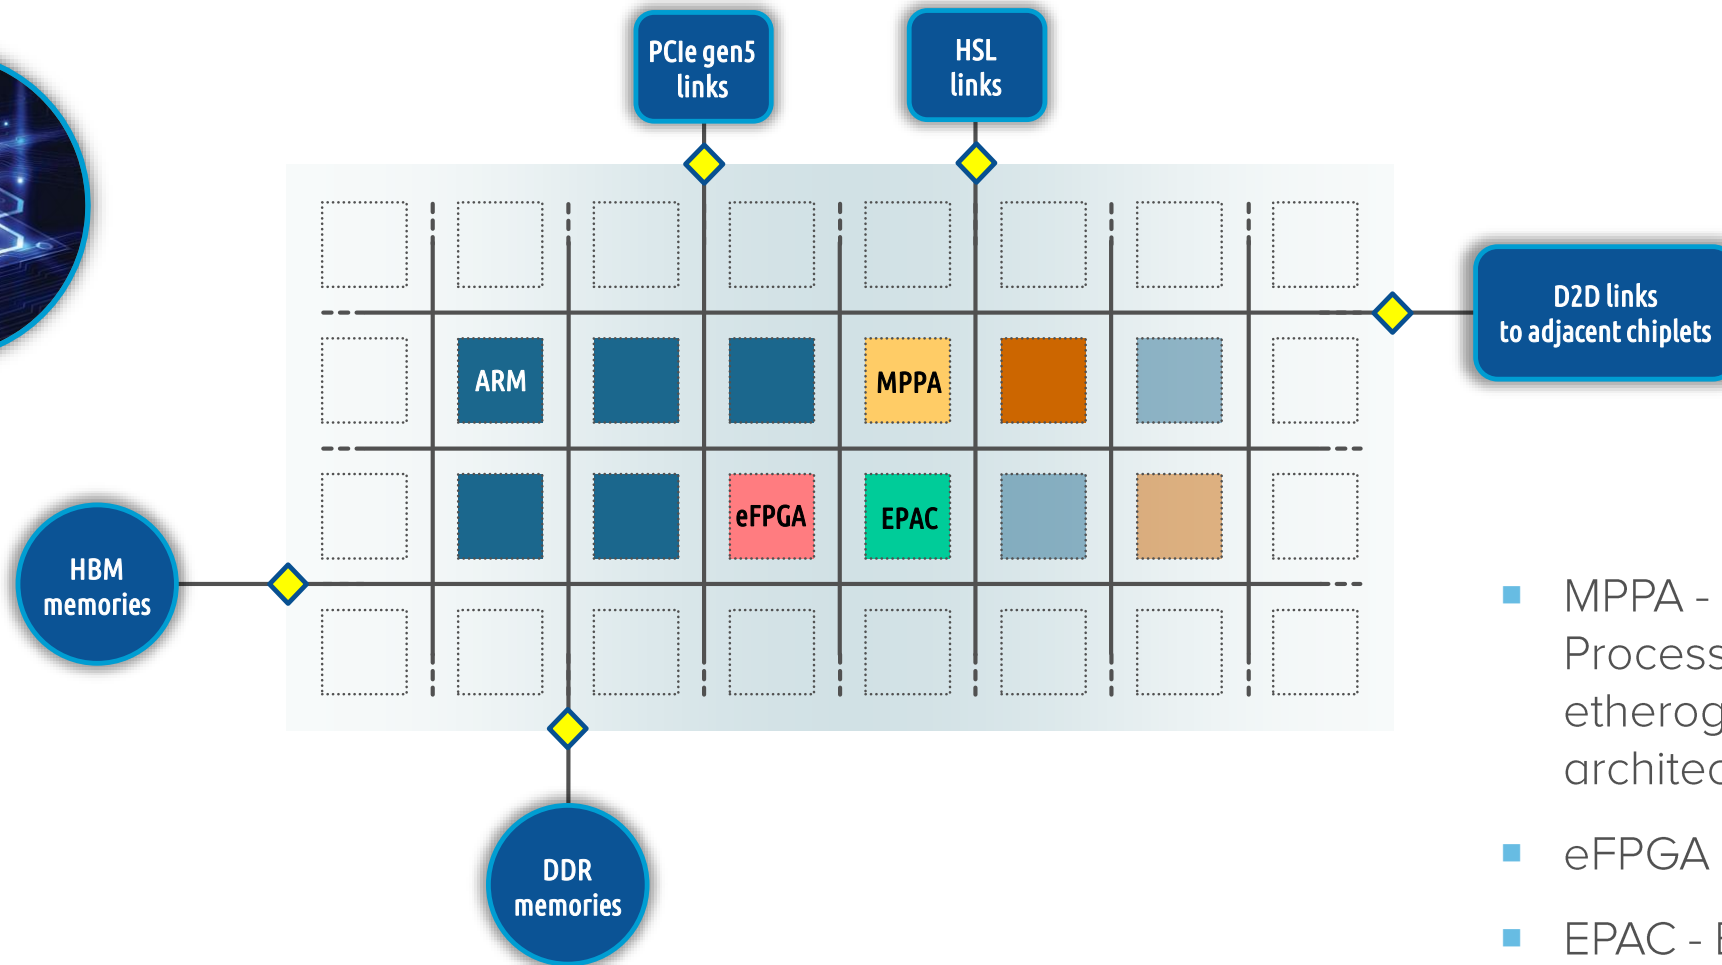 PCIe gen5
links
HSL
links
D2D links
to adjacent chiplets
ARM
MPPA
eFPGA
EPAC
HBM
memories
DDR
memories
MPPA -
etherog
architec
eFPGA
EPAC -